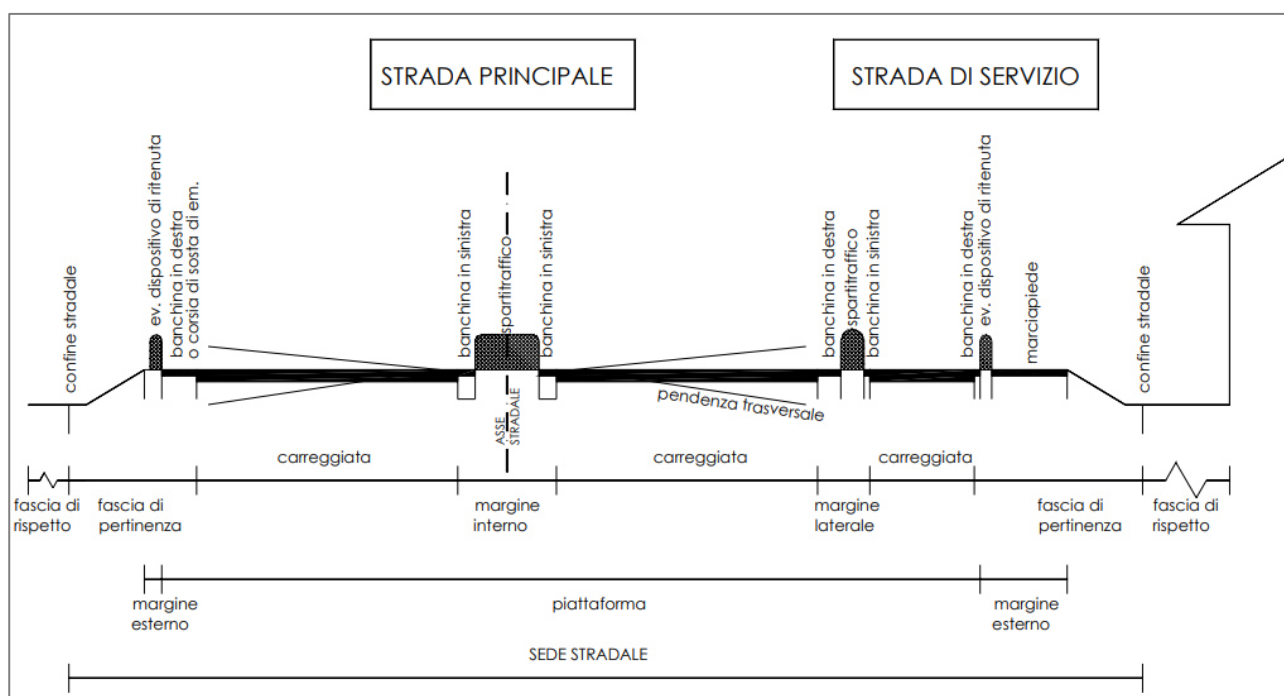 STRADA PRINCIPALE
STRADA DI SERVIZIO
confine stradale
ev. dispositivo di ritenuta
banchina in destra
o corsia di sosta di em.
banchina in sinistra
spartitraffico
banchina in sinistra
banchina in destra
spartitraffico
banchina in sinistra
banchina in destra
ev. dispositivo di ritenuta
marciapiede
confine stradale
pendenza trasversale
ASSE
STRADALE
carreggiata
carreggiata
carreggiata
fascia di
rispetto
fascia di
pertinenza
margine
interno
margine
laterale
fascia di
pertinenza
fascia di
rispetto
margine
esterno
piattaforma
margine
esterno
SEDE STRADALE